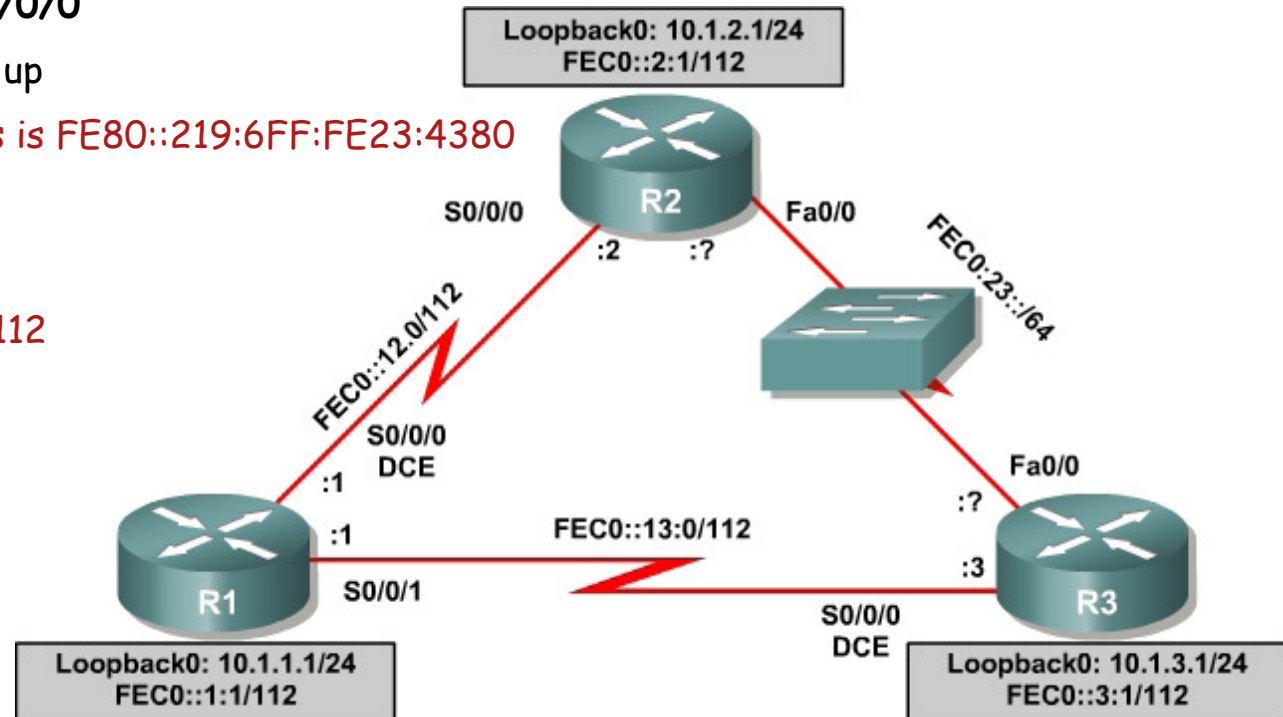 /0/0
up
s is FE80::219:6FF:FE23:4380
112
Loopback0: 10.1.2.1/24
FEC0::2:1/112
R2
S0/0/0
Fa0/0
:2
:?
FEC0:23::/64
FEC0::12.0/112
S0/0/0
DCE
:1
:1
FEC0::13:0/112
Fa0/0
:?
:3
R1
S0/0/1
S0/0/0
DCE
R3
Loopback0: 10.1.1.1/24
FEC0::1:1/112
Loopback0: 10.1.3.1/24
FEC0::3:1/112